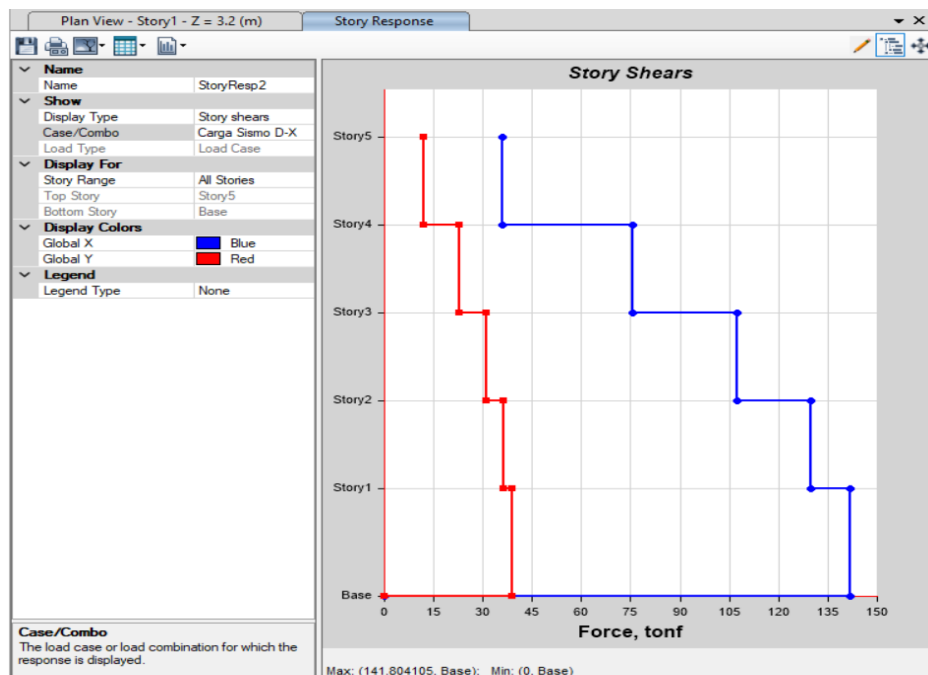 Plan View - Story1 - Z = 3.2 (m)
Story Response
Name
Name StoryResp2
Show
Display Type Story shears
Case/Combo Carga Sismo D-X
Load Type Load Case
Display For
Story Range All Stories
Top Story Story5
Bottom Story Base
Display Colors
Global X Blue
Global Y Red
Legend
Legend Type None
Case/Combo
The load case or load combination for which the
response is displayed.
Story Shears
Story5
Story4
Story3
Story2
Story1
Base
0 15 30 45 60 75 90 105 120 135 150
Force, tonf
Max: (141.804105, Base); Min: (0, Base)